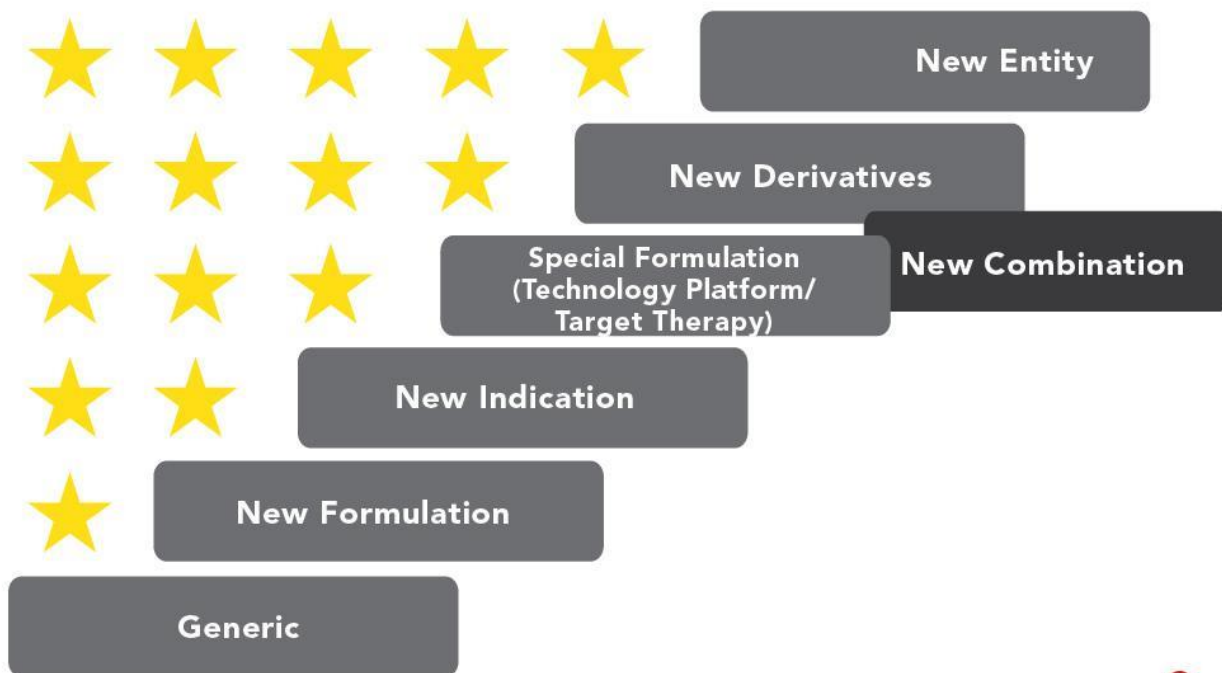 New Entity
New Derivatives
Special Formulation
(Technology Platform/
Target Therapy)
New Combination
New Indication
New Formulation
Generic